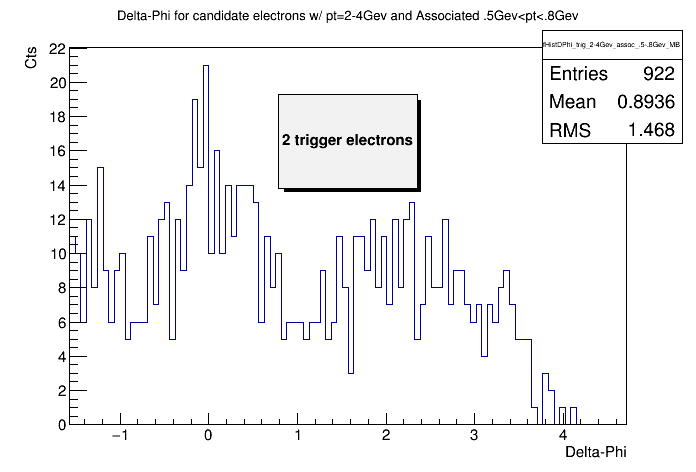 Delta-Phi for candidate electrons w/ pt=2-4Gev and Associated .5Gev<pt<.8Gev
fHistDPhi_trig_2-4Gev_assoc_.5-.8Gev_MB
Entries 922
Mean 0.8936
RMS 1.468
Cts
22
20
18
16
14
12
10
8
6
4
2
0
2 trigger electrons
−1 0 1 2 3 4
Delta-Phi